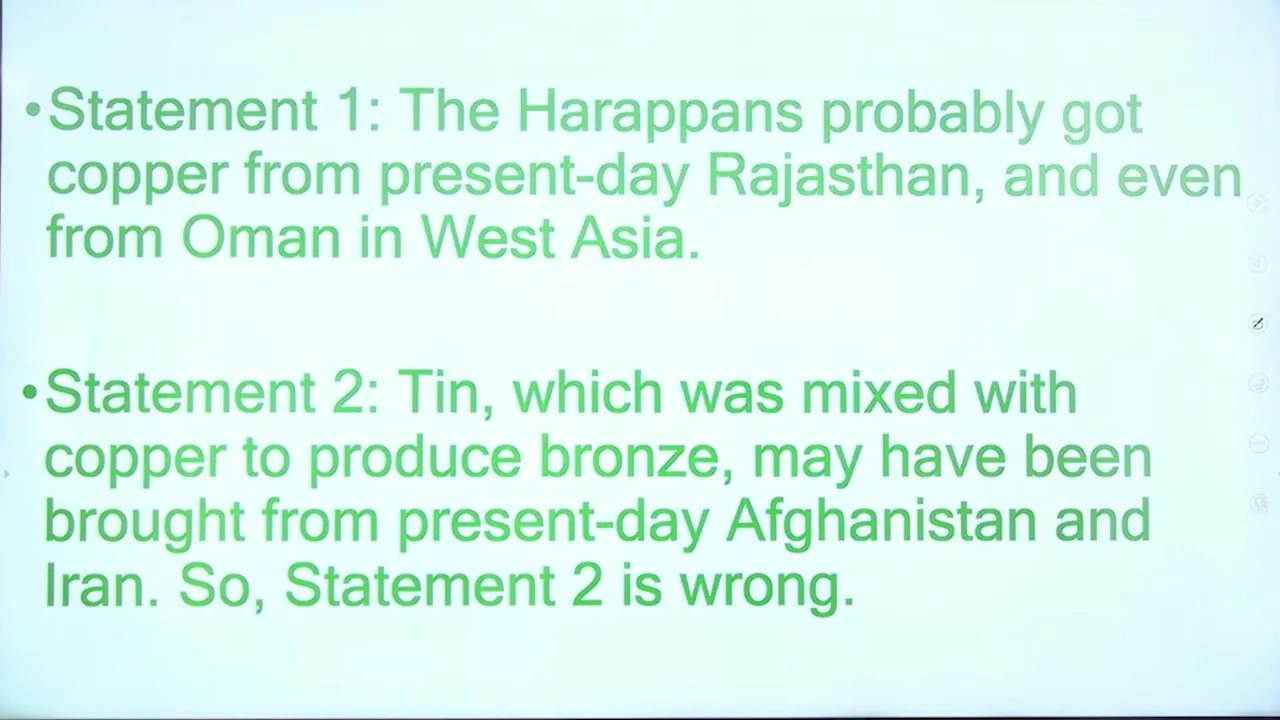 •Statement 1: The Harappans probably got
copper from present-day Rajasthan, and even
from Oman in West Asia.
•Statement 2: Tin, which was mixed with
copper to produce bronze, may have been
brought from present-day Afghanistan and
Iran. So, Statement 2 is wrong.